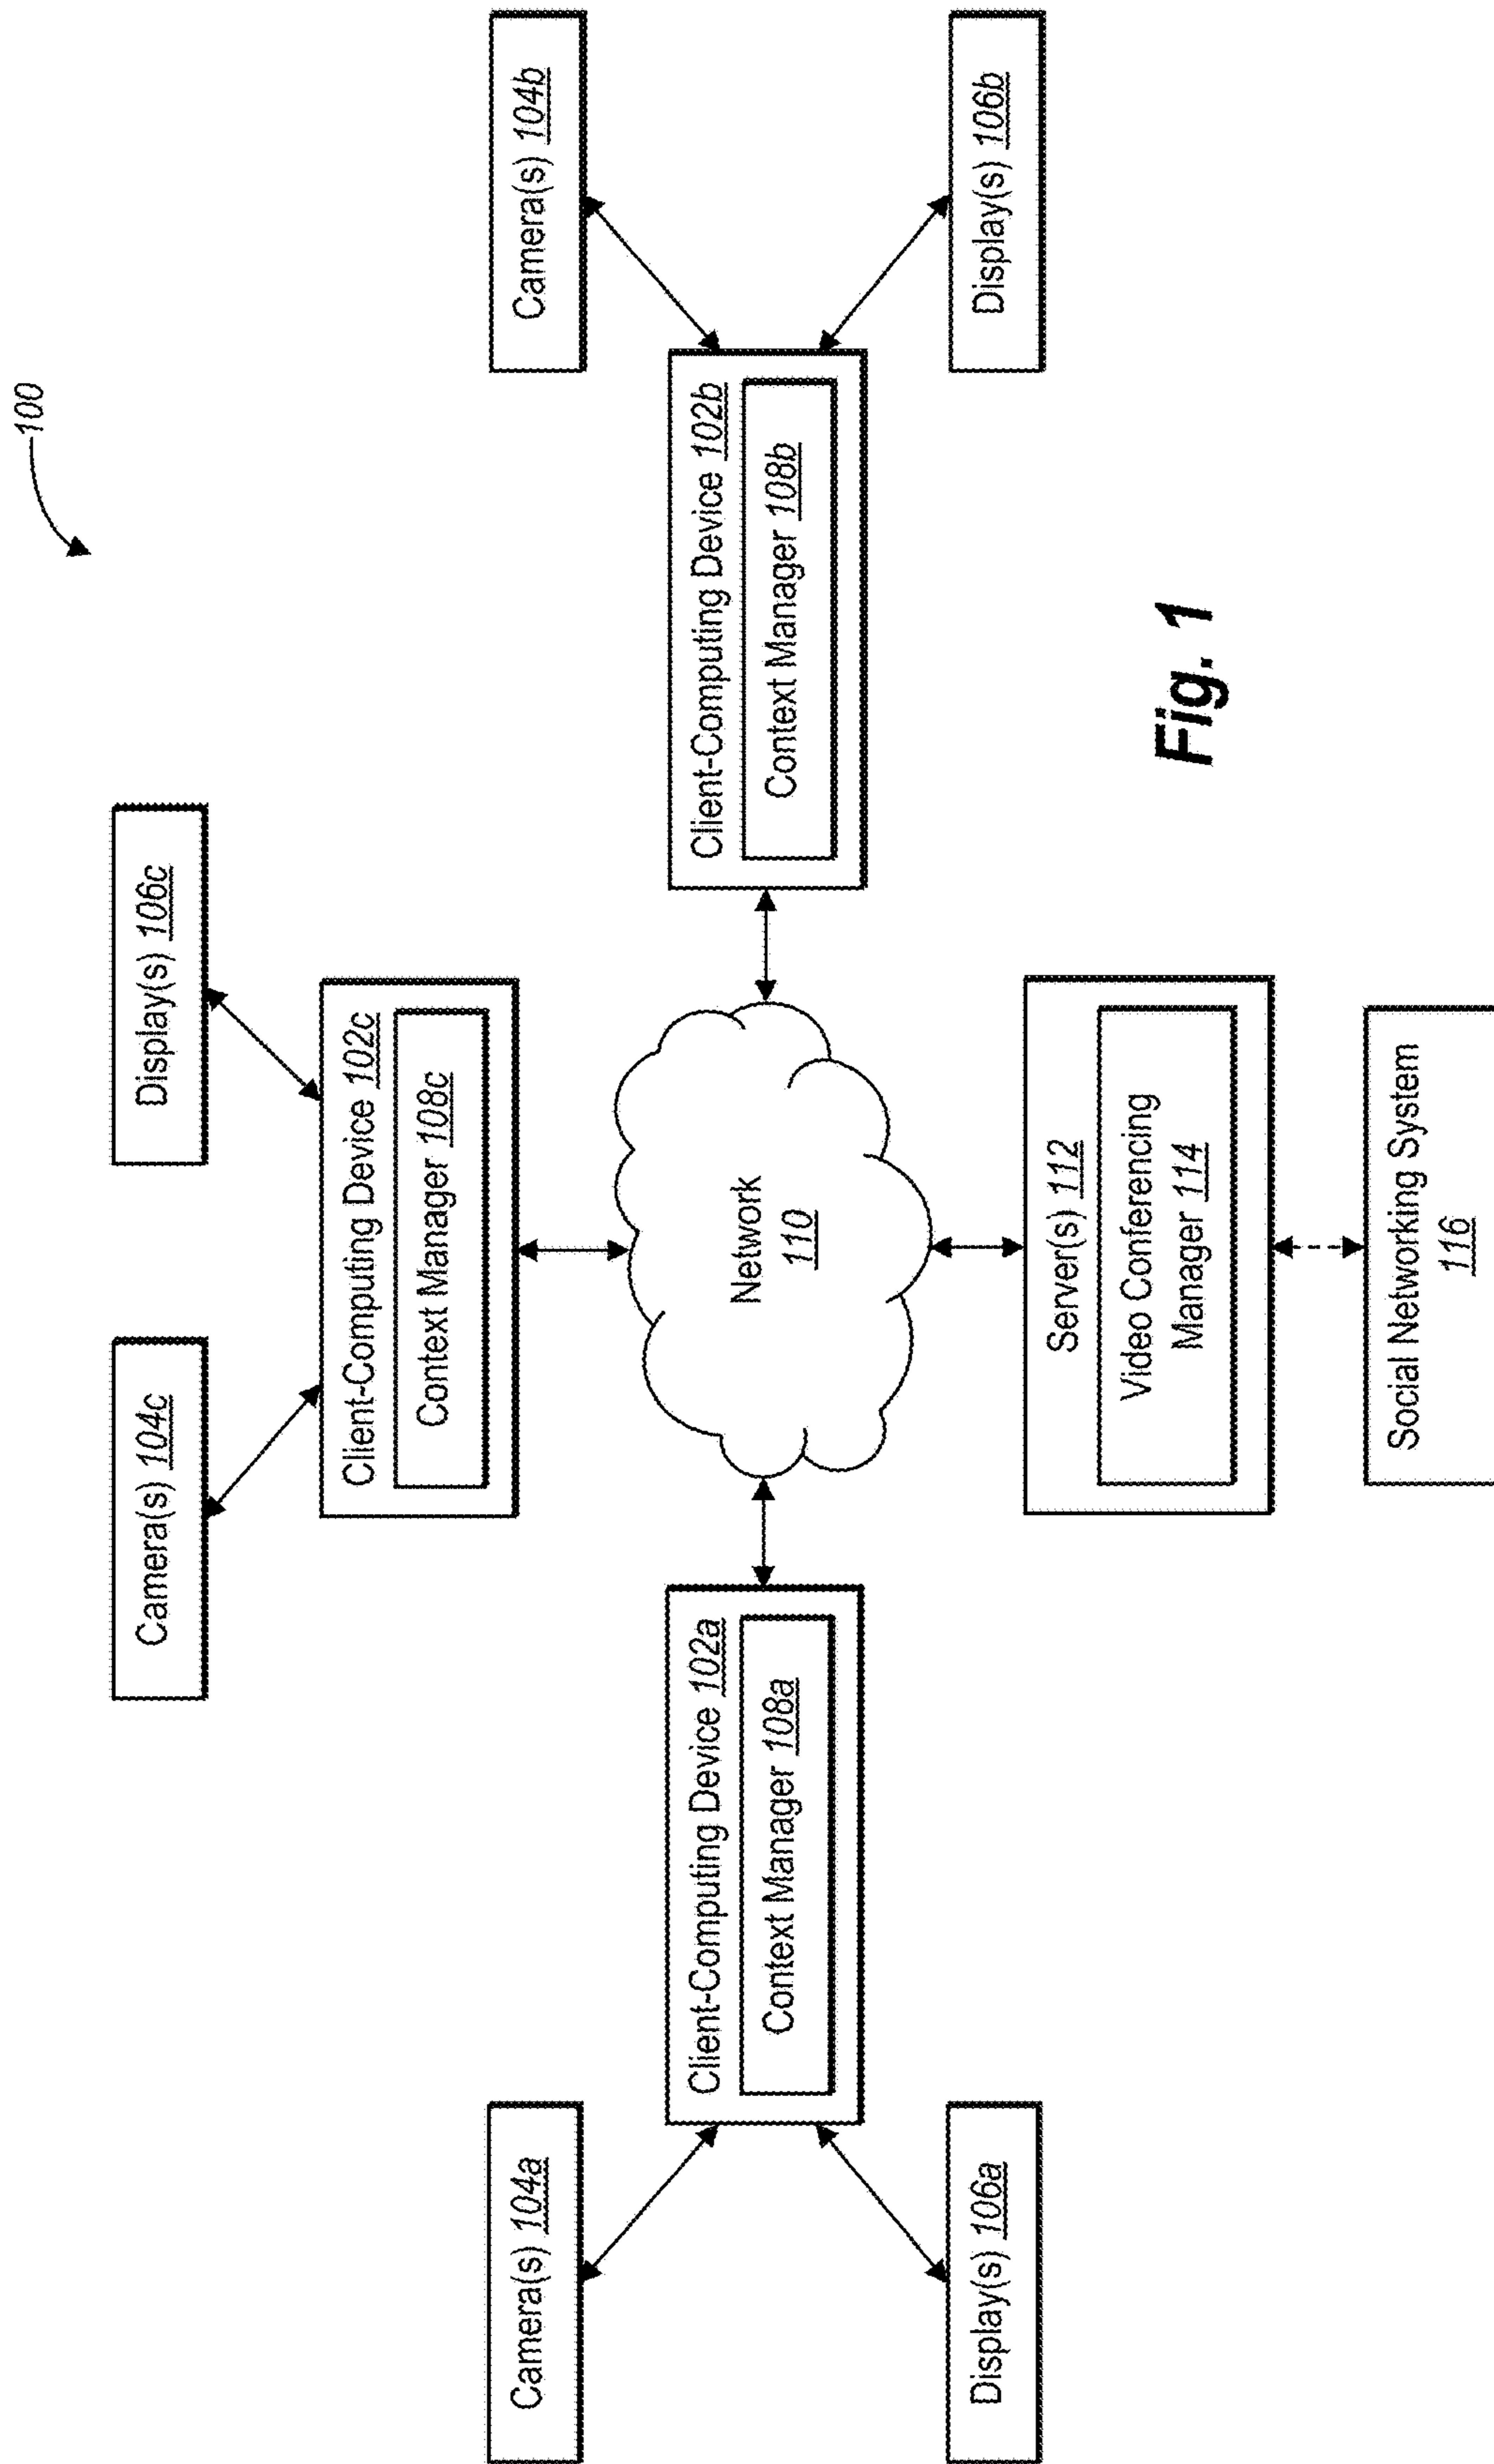 100
Camera(s) 104c
Display(s) 106c
Client-Computing Device 102c
Context Manager 108c
Camera(s) 104a
Camera(s) 104b
Client-Computing Device 102a
Context Manager 108a
Network
110
Client-Computing Device 102b
Context Manager 108b
Display(s) 106a
Display(s) 106b
Server(s) 112
Video Conferencing
Manager 114
Social Networking System
116
Fig. 1